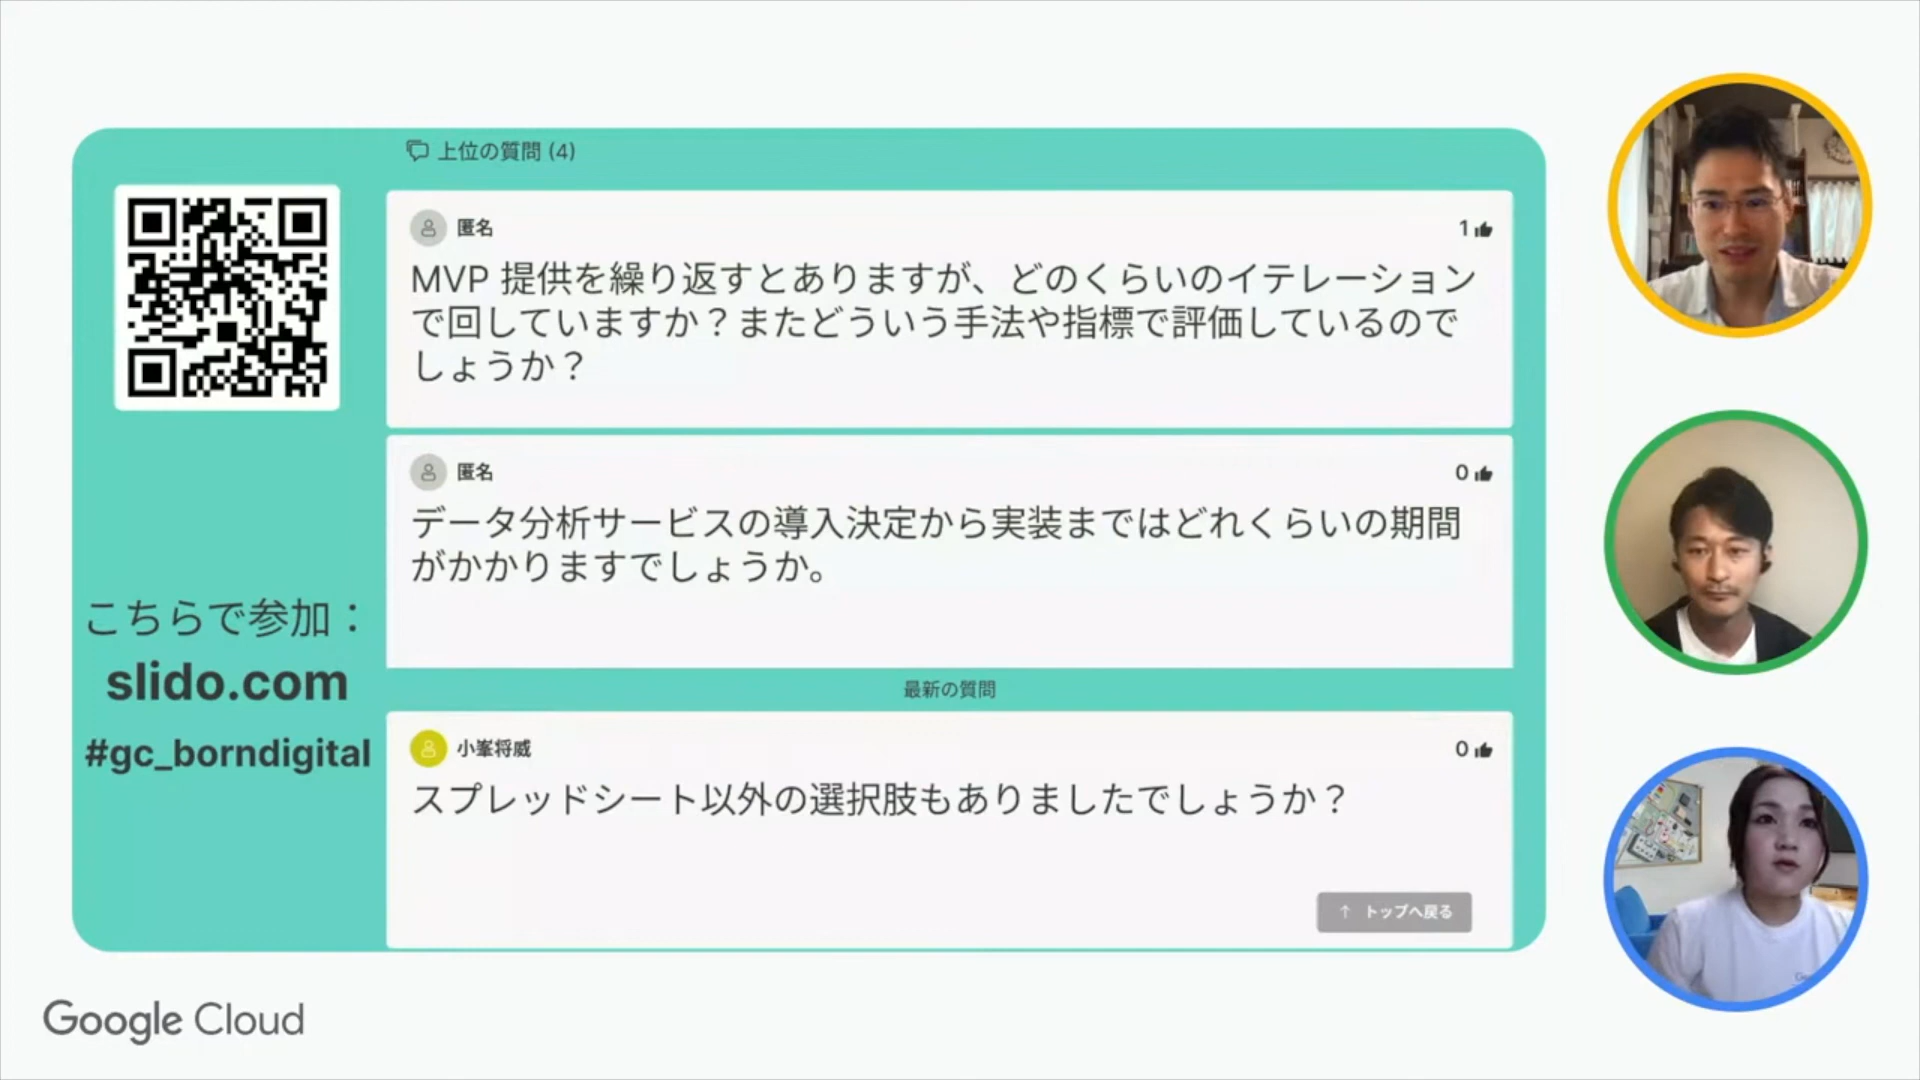 上位の質問 (4)
匿名
1
MVP 提供を繰り返すとありますが、どのくらいのイテレーション
で回していますか？またどういう手法や指標で評価しているので
しょうか？
匿名
0
データ分析サービスの導入決定から実装まではどれくらいの期間
がかかりますでしょうか。
こちらで参加：
slido.com
#gc_borndigital
最新の質問
小峯将威
0
スプレッドシート以外の選択肢もありましたでしょうか？
↑ トップへ戻る
Google Cloud